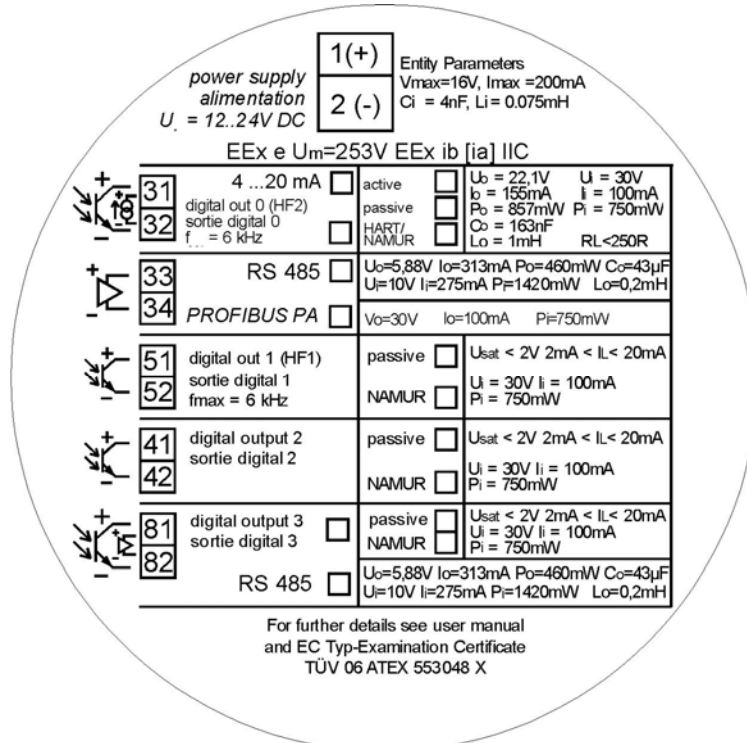 1(+)
2 (-)
power supply
alimentation
U_ = 12..24V DC
Entity Parameters
Vmax=16V, Imax =200mA
Ci = 4nF, Li = 0.075mH
EEx e Um=253V EEx ib [ia] IIC
31
32
4 ...20 mA
digital out 0 (HF2)
sortie digital 0
f = 6 kHz
active
passive
HART/
NAMUR
Uo = 22,1V Ui = 30V
Io = 155mA Ii = 100mA
Po = 857mW Pi = 750mW
Co = 163nF
Lo = 1mH RL<250R
33
34
RS 485
PROFIBUS PA
Uo=5,88V Io=313mA Po=460mW Co=43µF
Ui=10V Ii=275mA Pi=1420mW Lo=0,2mH
Vo=30V Io=100mA Pi=750mW
51
52
digital out 1 (HF1)
sortie digital 1
fmax = 6 kHz
passive
NAMUR
Usat < 2V 2mA < IL< 20mA
Ui = 30V Ii = 100mA
Pi = 750mW
41
42
digital output 2
sortie digital 2
passive
NAMUR
Usat < 2V 2mA < IL< 20mA
Ui = 30V Ii = 100mA
Pi = 750mW
81
82
digital output 3
sortie digital 3
RS 485
passive
NAMUR
Usat < 2V 2mA < IL< 20mA
Ui = 30V Ii = 100mA
Pi = 750mW
Uo=5,88V Io=313mA Po=460mW Co=43µF
Ui=10V Ii=275mA Pi=1420mW Lo=0,2mH
For further details see user manual
and EC Typ-Examination Certificate
TÜV 06 ATEX 553048 X